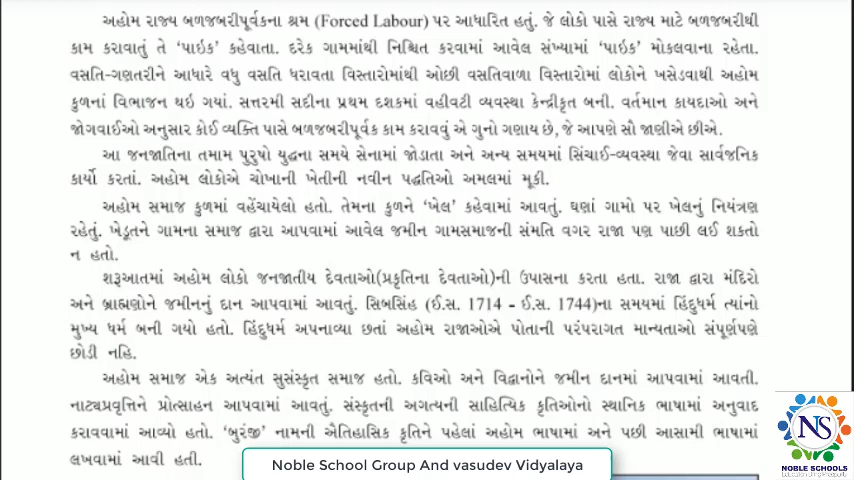 અહોમ રાજ્ય બળજબરીપૂર્વકના શ્રમ (Forced Labour) પર આધારિત હતું. જે લોકો પાસે રાજ્ય માટે બળજબરીથી
કામ કરાવાતું તે ‘પાઇક’ કહેવાતા. દરેક ગામમાંથી નિશ્ચિત કરવામાં આવેલ સંખ્યામાં ‘પાઇક’ મોકલવાના રહેતા.
વસતિ-ગણતરીને આધારે વધુ વસતિ ધરાવતા વિસ્તારોમાંથી ઓછી વસતિવાળા વિસ્તારોમાં લોકોને ખસેડવાથી અહોમ
કુળનાં વિભાજન થઇ ગયાં. સત્તરમી સદીના પ્રથમ દશકમાં વહીવટી વ્યવસ્થા કેન્દ્રીકૃત બની. વર્તમાન કાયદાઓ અને
જોગવાઈઓ અનુસાર કોઈ વ્યક્તિ પાસે બળજબરીપૂર્વક કામ કરાવવું એ ગુનો ગણાય છે, જે આપણે સૌ જાણીએ છીએ.
આ જનજાતિના તમામ પુરુષો યુદ્ધના સમયે સેનામાં જોડાતા અને અન્ય સમયમાં સિંચાઈ-વ્યવસ્થા જેવા સાર્વજનિક
કાર્યો કરતાં. અહોમ લોકોએ ચોખાની ખેતીની નવીન પદ્ધતિઓ અમલમાં મૂકી.
અહોમ સમાજ કુળમાં વહેંચાયેલો હતો. તેમના કુળને ‘ખેલ’ કહેવામાં આવતું. ઘણાં ગામો પર ખેલનું નિયંત્રણ
રહેતું. ખેડૂતને ગામના સમાજ દ્વારા આપવામાં આવેલ જમીન ગામસમાજની સંમતિ વગર રાજા પણ પાછી લઈ શકતો
ન હતો.
શરૂઆતમાં અહોમ લોકો જનજાતીય દેવતાઓ(પ્રકૃતિના દેવતાઓ)ની ઉપાસના કરતા હતા. રાજા દ્વારા મંદિરો
અને બ્રાહ્મણોને જમીનનું દાન આપવામાં આવતું. સિબસિંહ (ઈ.સ. 1714 - ઈ.સ. 1744)ના સમયમાં હિંદુધર્મ ત્યાંનો
મુખ્ય ધર્મ બની ગયો હતો. હિંદુધર્મ અપનાવ્યા છતાં અહોમ રાજાઓએ પોતાની પરંપરાગત માન્યતાઓ સંપૂર્ણપણે
છોડી નહિ.
અહોમ સમાજ એક અત્યંત સુસંસ્કૃત સમાજ હતો. કવિઓ અને વિદ્વાનોને જમીન દાનમાં આપવામાં આવતી.
નાટ્યપ્રવૃત્તિને પ્રોત્સાહન આપવામાં આવતું. સંસ્કૃતની અગત્યની સાહિત્યિક કૃતિઓનો સ્થાનિક ભાષામાં અનુવાદ
કરાવવામાં આવ્યો હતો. ‘બુરંજી’ નામની ઐતિહાસિક કૃતિને પહેલાં અહોમ ભાષામાં અને પછી આસામી ભાષામાં
લખવામાં આવી હતી.
Noble School Group And vasudev Vidyalaya
NS
NOBLE SCHOOLS